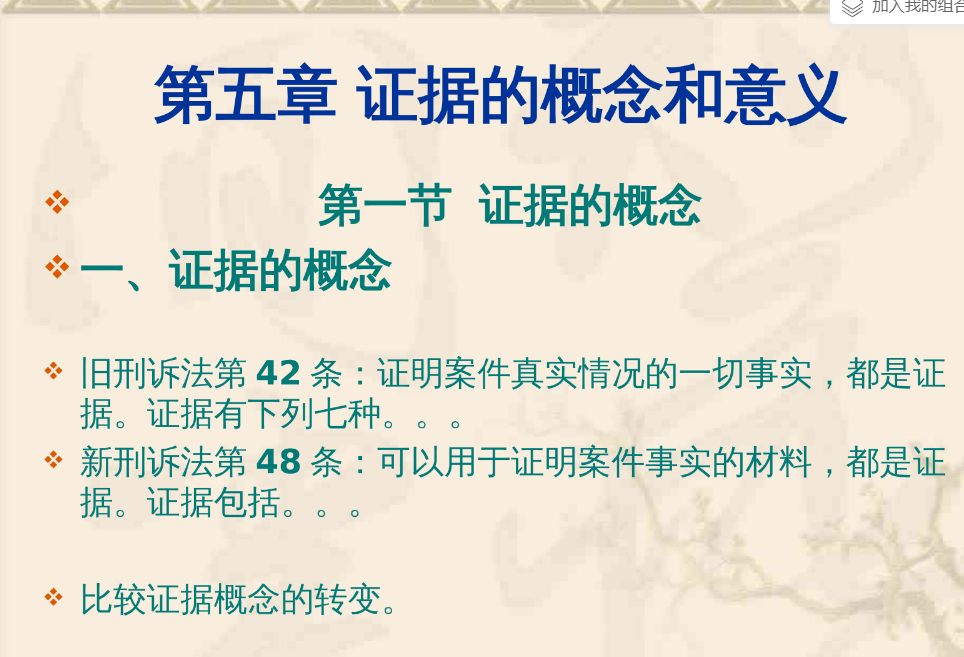 加入我的组合
第五章 证据的概念和意义
第一节 证据的概念
一、证据的概念
旧刑诉法第 42 条：证明案件真实情况的一切事实，都是证
据。证据有下列七种。。。
新刑诉法第 48 条：可以用于证明案件事实的材料，都是证
据。证据包括。。。
比较证据概念的转变。